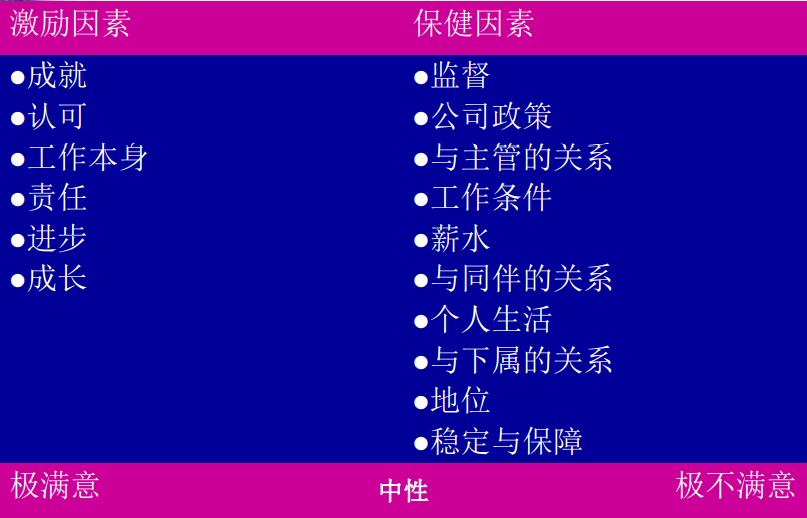 激励因素
保健因素
●成就
●认可
●工作本身
●责任
●进步
●成长
●监督
●公司政策
●与主管的关系
●工作条件
●薪水
●与同伴的关系
●个人生活
●与下属的关系
●地位
●稳定与保障
极满意
中性
极不满意